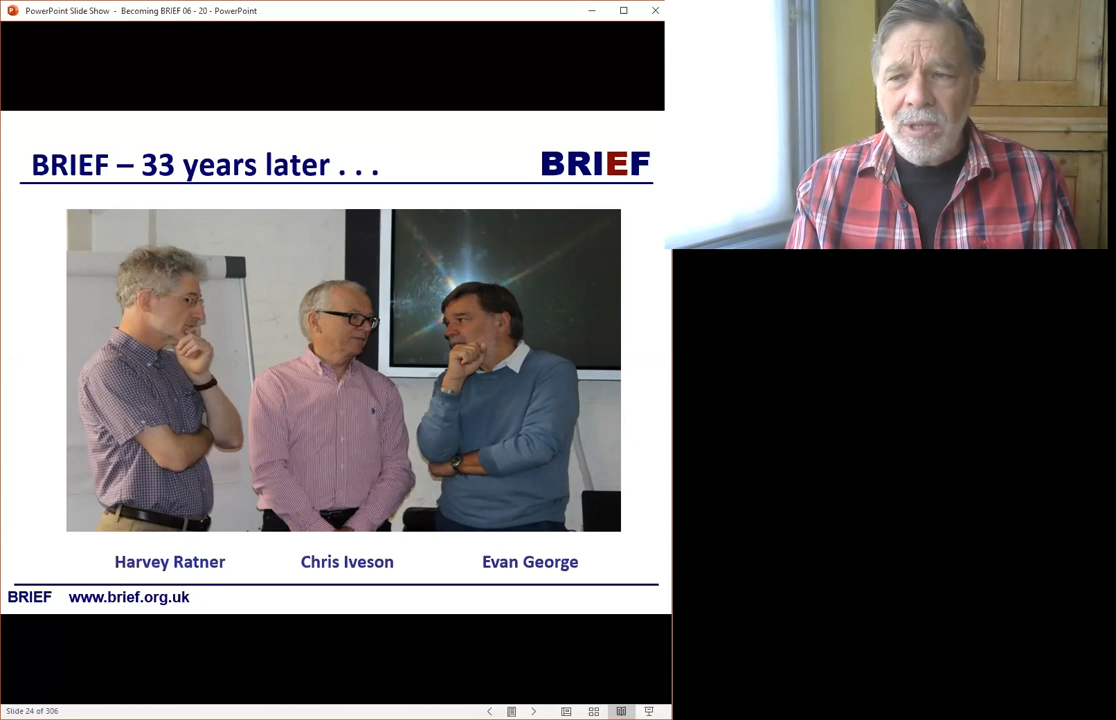 PowerPoint Slide Show - Becoming BRIEF 06 - 20 - PowerPoint
BRIEF – 33 years later . . .
BRIEF
Harvey Ratner
Chris Iveson
Evan George
BRIEF www.brief.org.uk
Slide 24 of 306